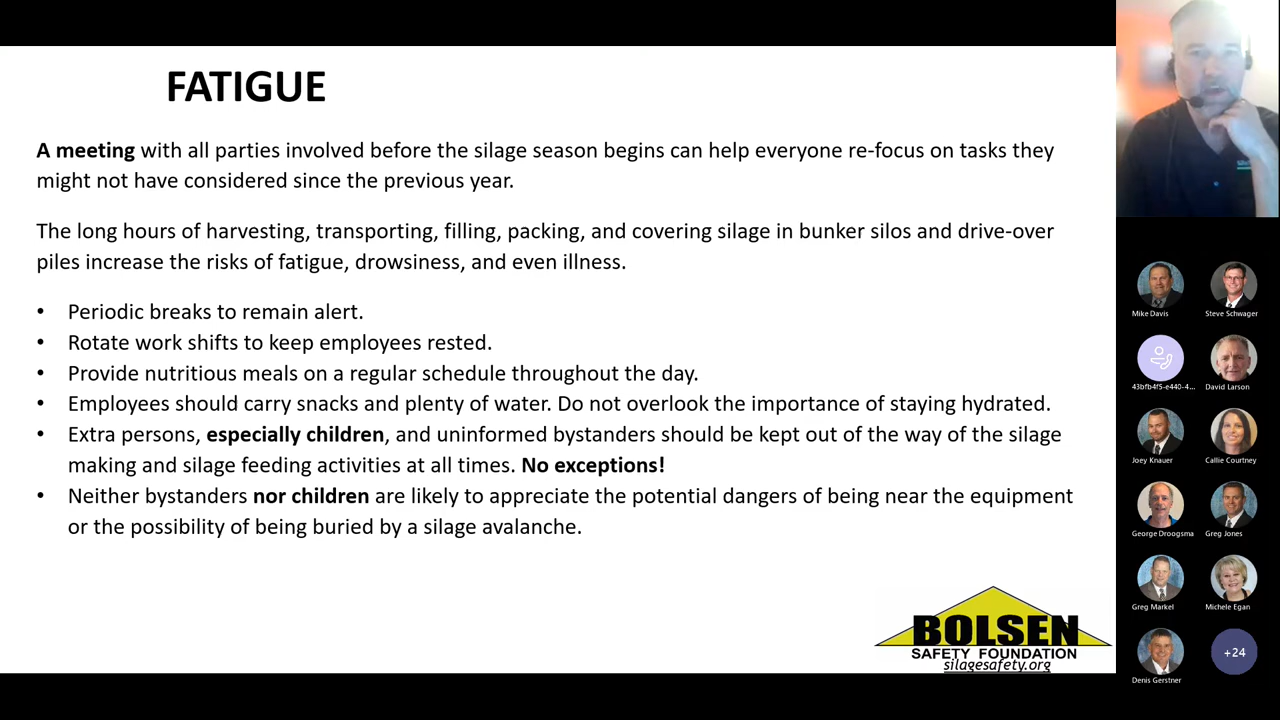 FATIGUE
A meeting with all parties involved before the silage season begins can help everyone re-focus on tasks they
might not have considered since the previous year.
The long hours of harvesting, transporting, filling, packing, and covering silage in bunker silos and drive-over
piles increase the risks of fatigue, drowsiness, and even illness.
• Periodic breaks to remain alert.
• Rotate work shifts to keep employees rested.
• Provide nutritious meals on a regular schedule throughout the day.
• Employees should carry snacks and plenty of water. Do not overlook the importance of staying hydrated.
• Extra persons, especially children, and uninformed bystanders should be kept out of the way of the silage
making and silage feeding activities at all times. No exceptions!
• Neither bystanders nor children are likely to appreciate the potential dangers of being near the equipment
or the possibility of being buried by a silage avalanche.
BOLSEN
SAFETY FOUNDATION
silagesafety.org
Mike Davis
Steve Schwager
43bfb4f5-e440-4...
David Larson
Joey Knauer
Callie Courtney
George Droogsma
Greg Jones
Greg Markel
Michele Egan
Denis Gerstner
+24